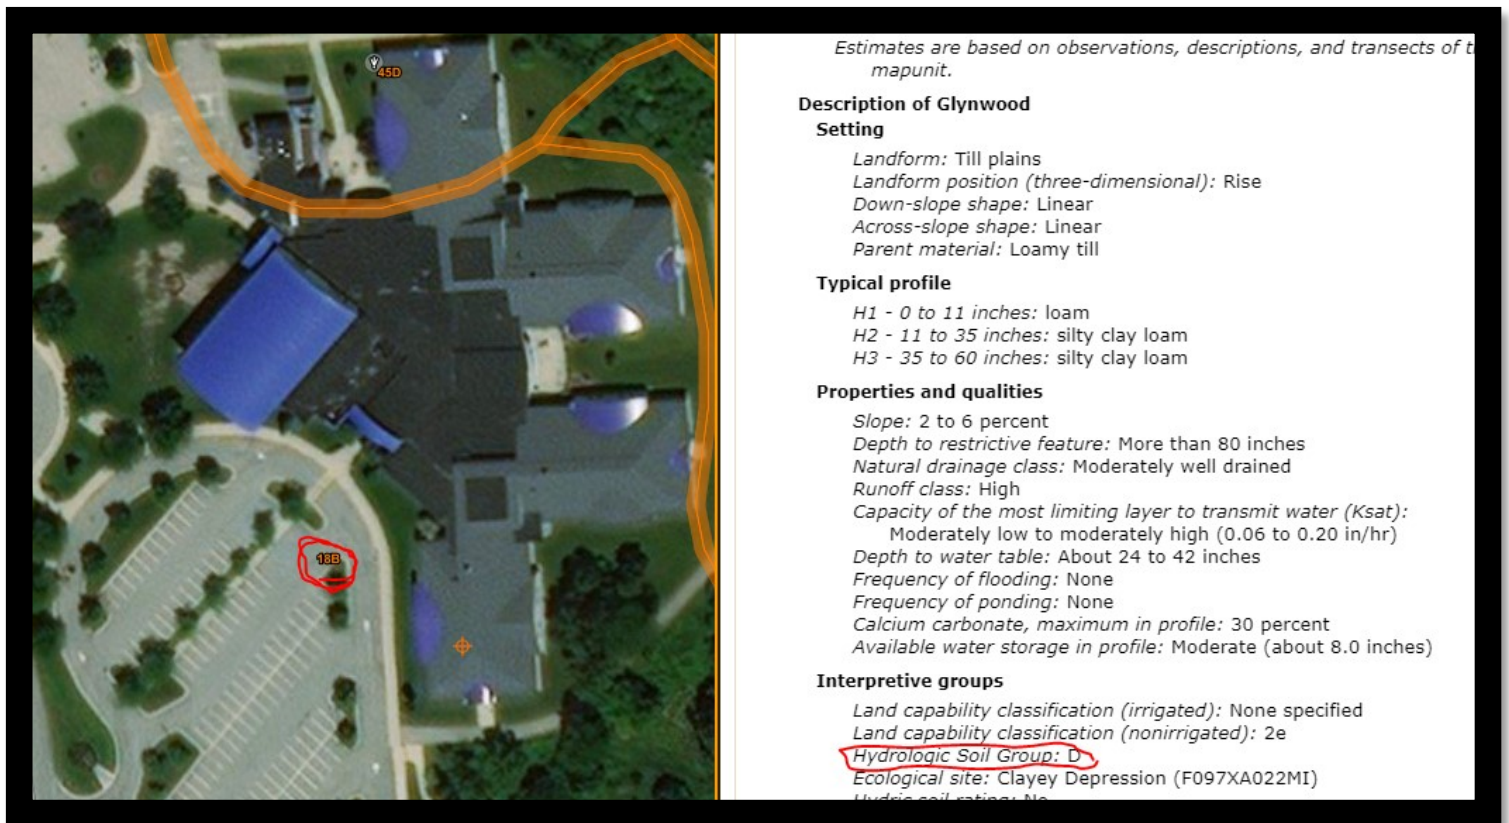 45D
18B
Estimates are based on observations, descriptions, and transects of
mapunit.
Description of Glynwood
Setting
Landform: Till plains
Landform position (three-dimensional): Rise
Down-slope shape: Linear
Across-slope shape: Linear
Parent material: Loamy till
Typical profile
H1 - 0 to 11 inches: loam
H2 - 11 to 35 inches: silty clay loam
H3 - 35 to 60 inches: silty clay loam
Properties and qualities
Slope: 2 to 6 percent
Depth to restrictive feature: More than 80 inches
Natural drainage class: Moderately well drained
Runoff class: High
Capacity of the most limiting layer to transmit water (Ksat):
Moderately low to moderately high (0.06 to 0.20 in/hr)
Depth to water table: About 24 to 42 inches
Frequency of flooding: None
Frequency of ponding: None
Calcium carbonate, maximum in profile: 30 percent
Available water storage in profile: Moderate (about 8.0 inches)
Interpretive groups
Land capability classification (irrigated): None specified
Land capability classification (nonirrigated): 2e
Hydrologic Soil Group: D
Ecological site: Clayey Depression (F097XA022MI)
Hydric soil rating: No